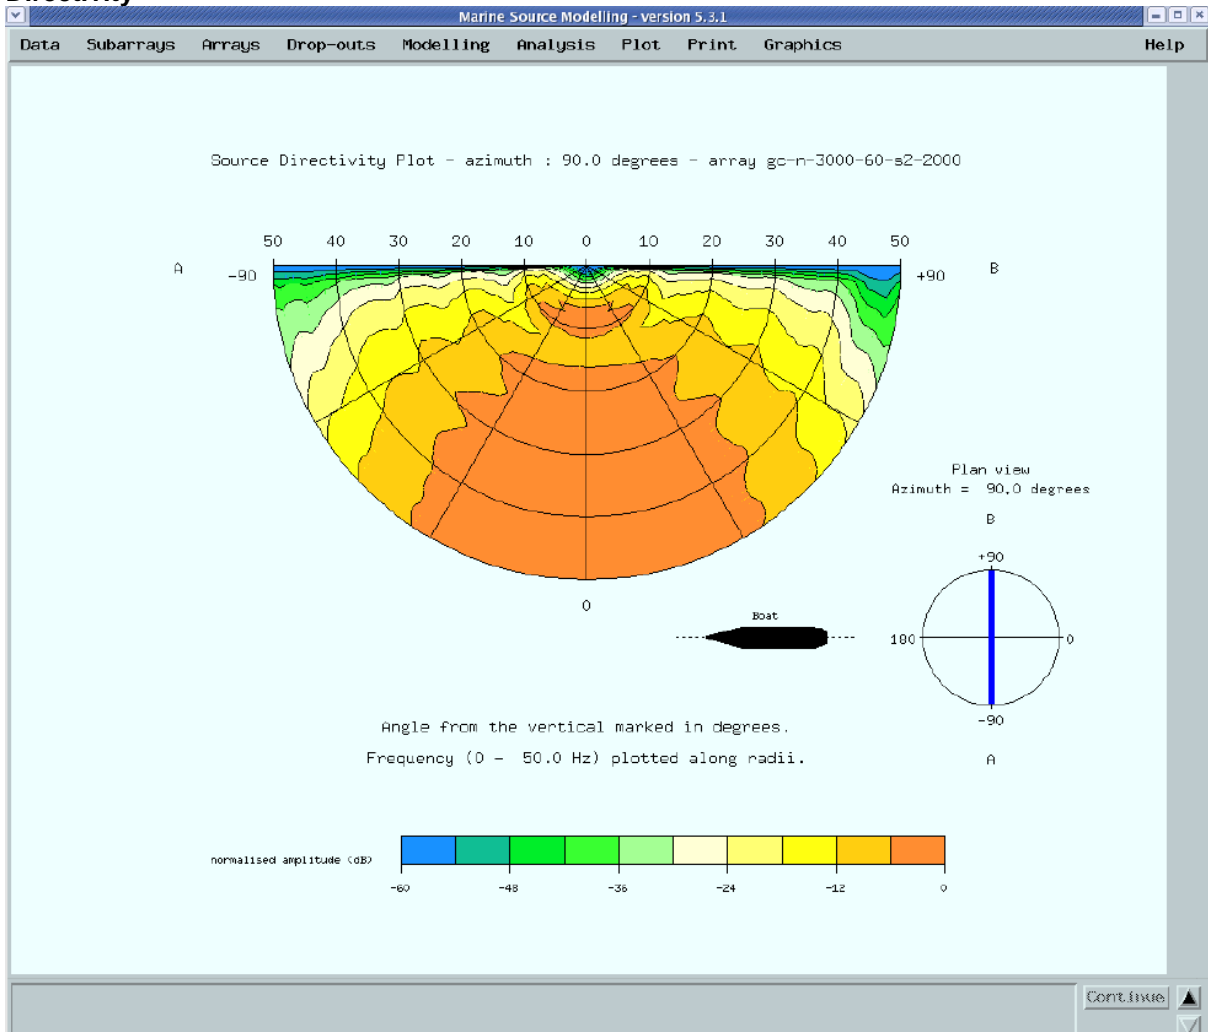 Directivity
Marine Source Modelling - version 5.3.1
Data Subarrays Arrays Drop-outs Modelling Analysis Plot Print Graphics Help
Source Directivity Plot - azimuth : 90.0 degrees - array gc-n-3000-60-s2-2000
50 40 30 20 10 0 10 20 30 40 50
A -90 +90 B
Plan view
Azimuth = 90.0 degrees
B
+90
0
Boat
180 0
-90
Angle from the vertical marked in degrees.
Frequency (0 - 50.0 Hz) plotted along radii.
A
normalised amplitude (dB)
-60 -48 -36 -24 -12 0
Continue